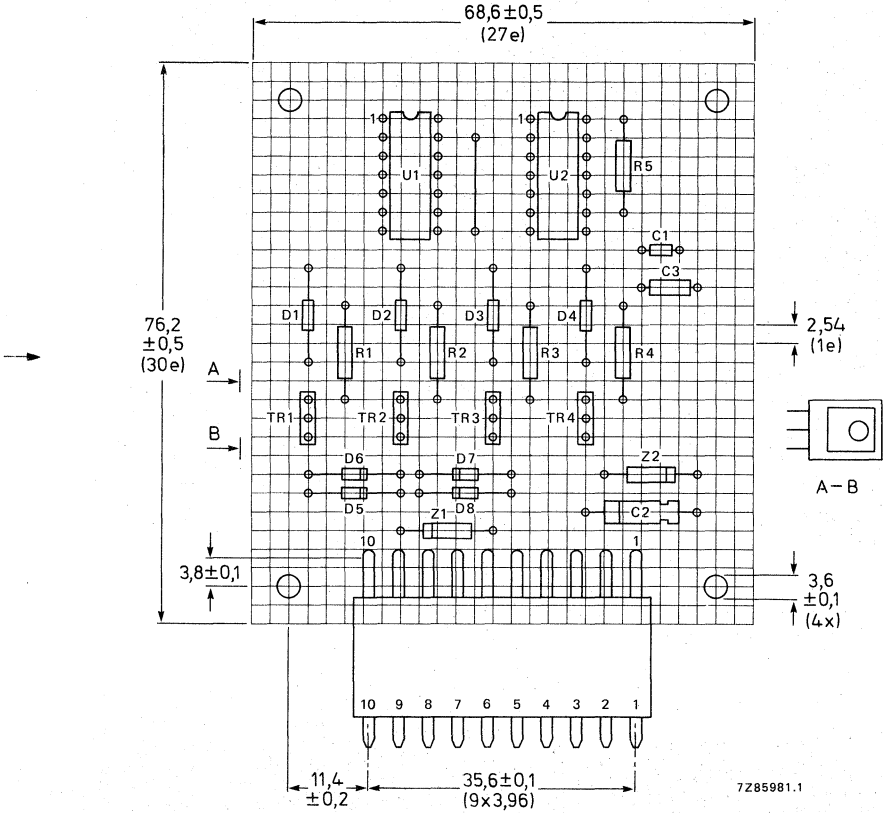 68,6±0,5
(27e)
1
1
U1
U2
R5
C1
C3
D1
D2
D3
D4
76,2
±0,5
(30e)
2,54
(1e)
R1
R2
R3
R4
A
TR1
TR2
TR3
TR4
B
D6
D7
Z2
A-B
D5
D8
C2
Z1
10
1
3,8±0,1
3,6
±0,1
(4x)
10 9 8 7 6 5 4 3 2 1
11,4
±0,2
35,6±0,1
(9x3,96)
7Z85981.1